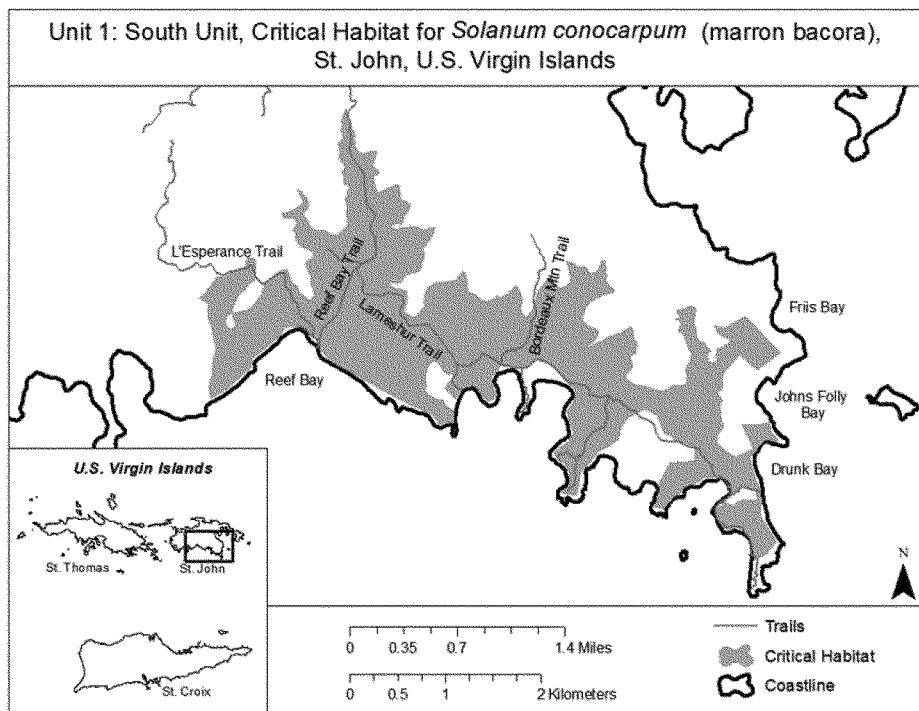 Unit 1: South Unit, Critical Habitat for Solanum conocarpum (marron bacora),
St. John, U.S. Virgin Islands
L'Esperance Trail
Reef Bay Trail
Lameshur Trail
Bordeaux Mtn Trail
Friis Bay
Reef Bay
Johns Folly
Bay
Drunk Bay
U.S. Virgin Islands
St. Thomas
St. John
St. Croix
N
0 0.35 0.7 1.4 Miles
0 0.5 1 2 Kilometers
Trails
Critical Habitat
Coastline